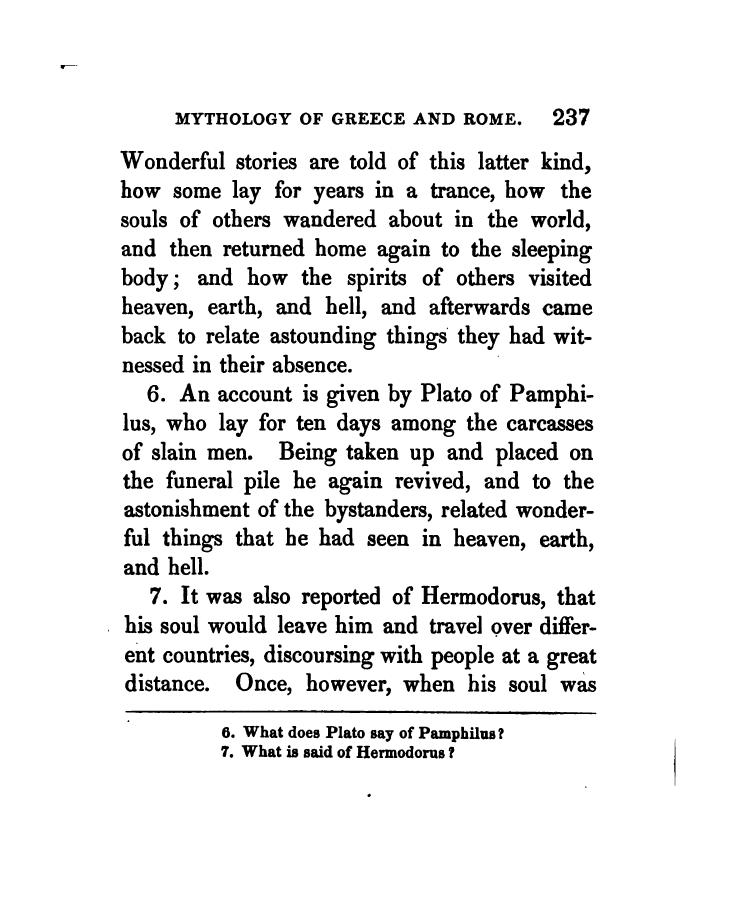 MYTHOLOGY OF GREECE AND ROME. 237
Wonderful stories are told of this latter kind,
how some lay for years in a trance, how the
souls of others wandered about in the world,
and then returned home again to the sleeping
body; and how the spirits of others visited
heaven, earth, and hell, and afterwards came
back to relate astounding things they had wit-
nessed in their absence.
6. An account is given by Plato of Pamphi-
lus, who lay for ten days among the carcasses
of slain men. Being taken up and placed on
the funeral pile he again revived, and to the
astonishment of the bystanders, related wonder-
ful things that he had seen in heaven, earth,
and hell.
7. It was also reported of Hermodorus, that
his soul would leave him and travel over differ-
ent countries, discoursing with people at a great
distance. Once, however, when his soul was
6. What does Plato say of Pamphilus?
7. What is said of Hermodorus?